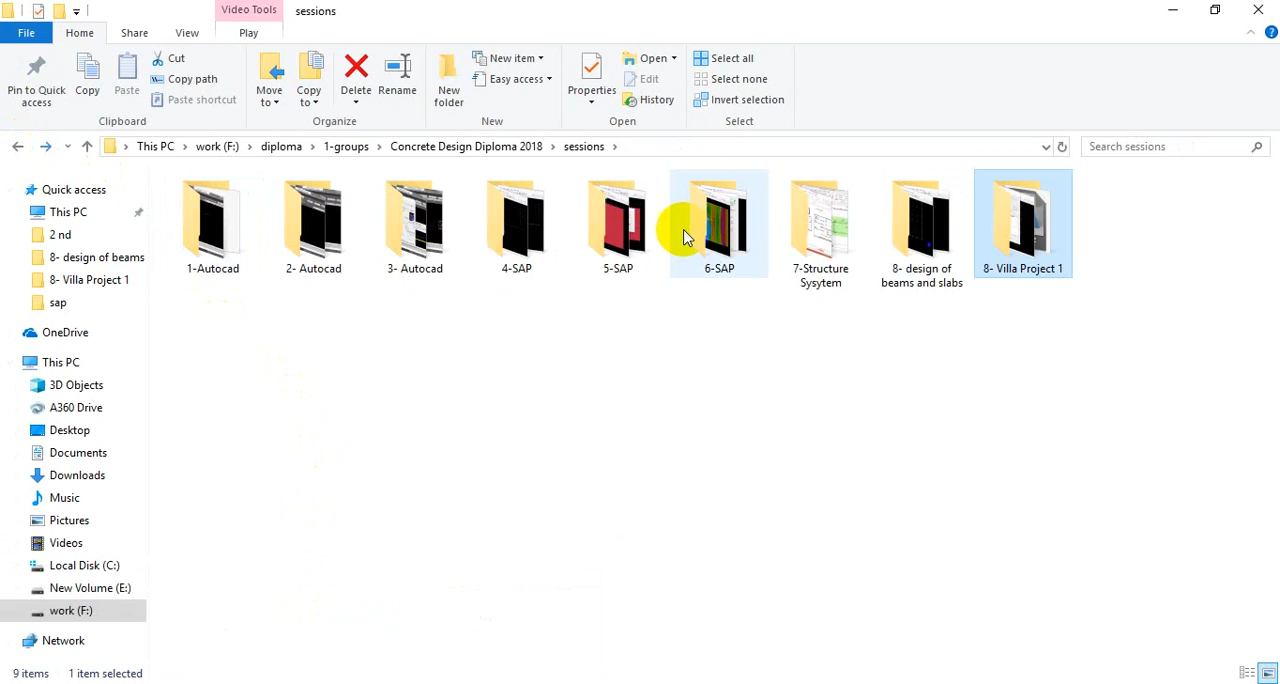 Video Tools
sessions
File
Home
Share
View
Play
Pin to Quick access
Copy
Paste
Cut
Copy path
Paste shortcut
Clipboard
Move to
Copy to
Delete
Rename
Organize
New folder
New item
Easy access
New
Properties
Open
Edit
History
Open
Select all
Select none
Invert selection
Select
This PC
work (F:)
diploma
1-groups
Concrete Design Diploma 2018
sessions
Search sessions
Quick access
This PC
2 nd
8- design of beams
8- Villa Project 1
sap
OneDrive
This PC
3D Objects
A360 Drive
Desktop
Documents
Downloads
Music
Pictures
Videos
Local Disk (C:)
New Volume (E:)
work (F:)
Network
1-Autocad
2- Autocad
3- Autocad
4-SAP
5-SAP
6-SAP
7-Structure
Sysytem
8- design of
beams and slabs
8- Villa Project 1
9 items
1 item selected